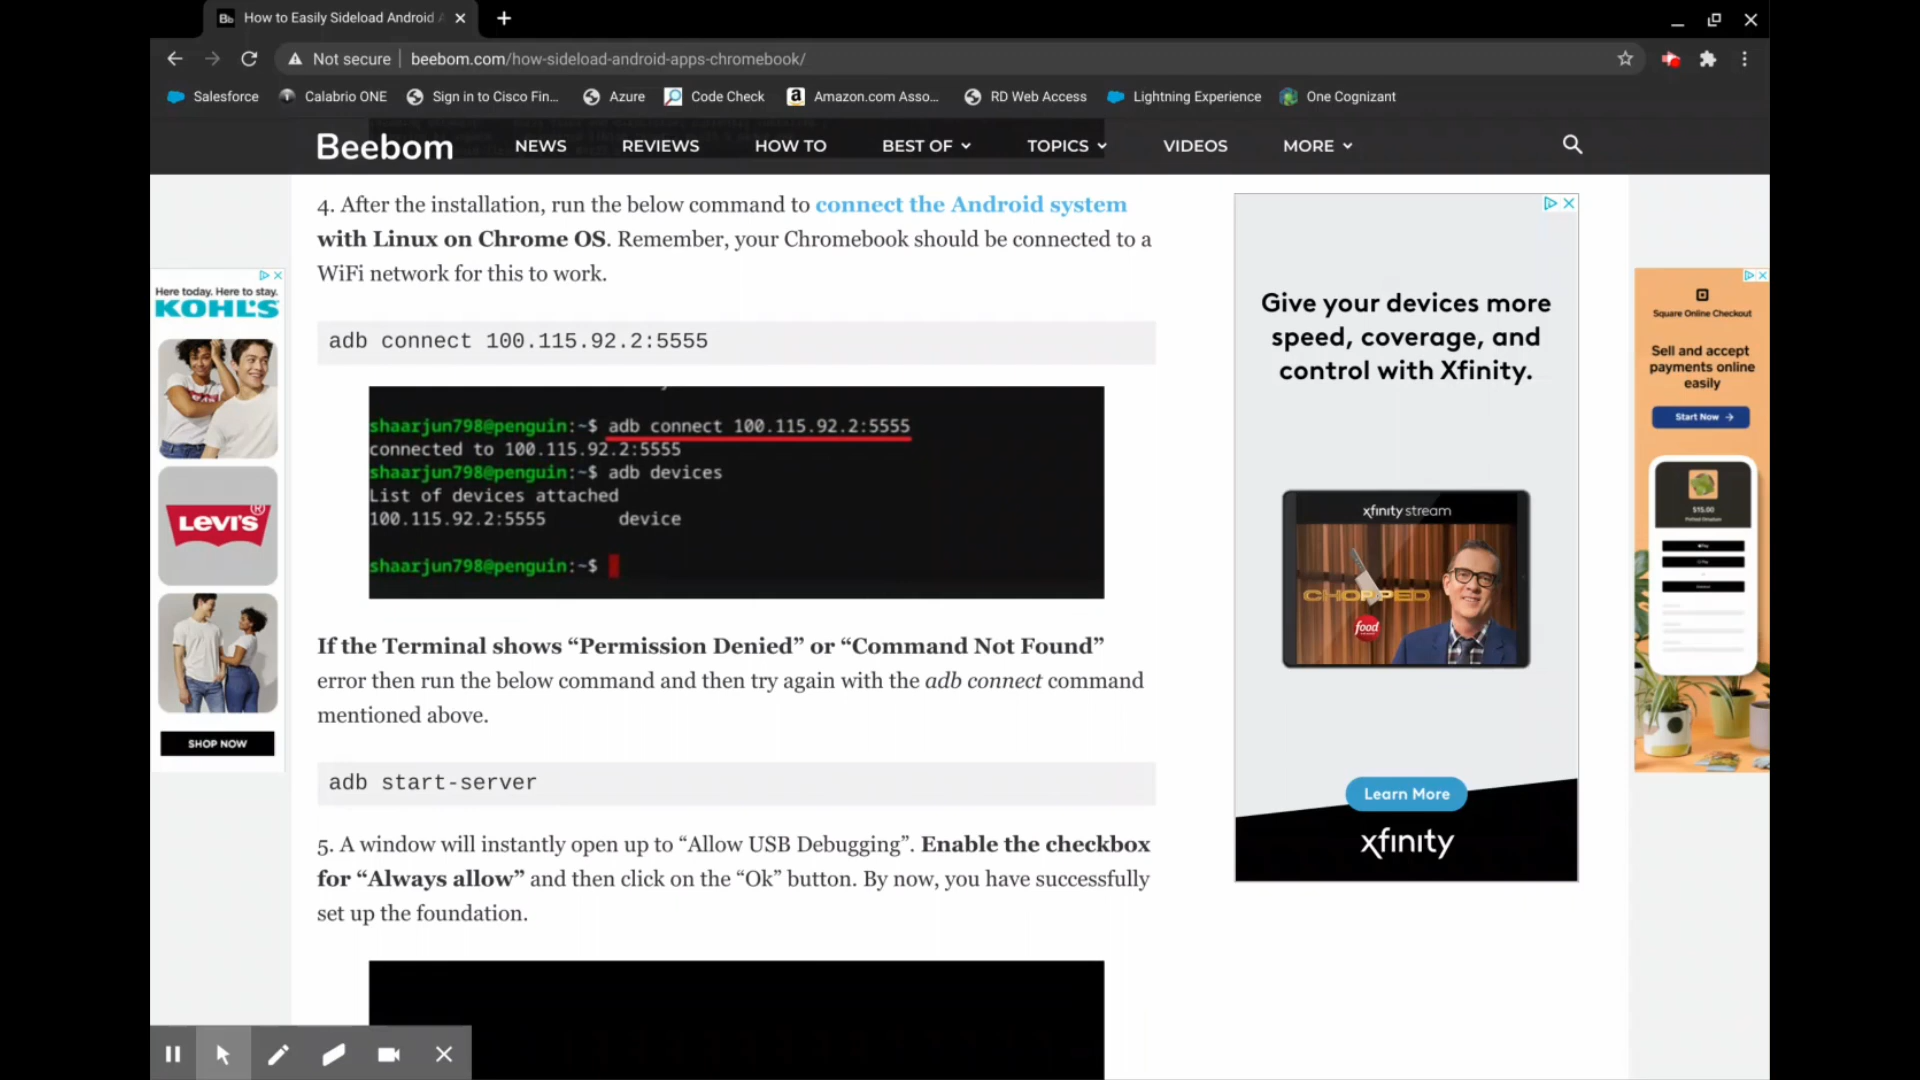 How to Easily Sideload Android
Not secure
beebom.com/how-sideload-android-apps-chromebook/
Salesforce
Calabrio ONE
Sign in to Cisco Fin...
Azure
Code Check
Amazon.com Asso...
RD Web Access
Lightning Experience
One Cognizant
Beebom
NEWS
REVIEWS
HOW TO
BEST OF
TOPICS
VIDEOS
MORE
4. After the installation, run the below command to connect the Android system
with Linux on Chrome OS. Remember, your Chromebook should be connected to a
WiFi network for this to work.
adb connect 100.115.92.2:5555
shaarjun798@penguin:~$ adb connect 100.115.92.2:5555
connected to 100.115.92.2:5555
shaarjun798@penguin:~$ adb devices
List of devices attached
100.115.92.2:5555 device
shaarjun798@penguin:~$
If the Terminal shows “Permission Denied” or “Command Not Found”
error then run the below command and then try again with the adb connect command
mentioned above.
adb start-server
5. A window will instantly open up to “Allow USB Debugging”. Enable the checkbox
for “Always allow” and then click on the “Ok” button. By now, you have successfully
set up the foundation.
Here today. Here to stay.
KOHL'S
LEVI'S®
SHOP NOW
Give your devices more
speed, coverage, and
control with Xfinity.
xfinity stream
CHOPPED
food
Learn More
xfinity
Square Online Checkout
Sell and accept
payments online
easily
Start Now →
$15.00